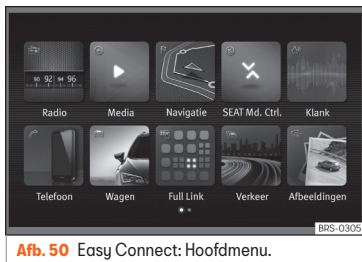 90 92 94 96
Radio Media Navigatie SEAT Md. Ctrl. Klank
Telefoon Wagen Full Link Verkeer Afbeeldingen
BRS-0305
Afb. 50 Easy Connect: Hoofdmenu.